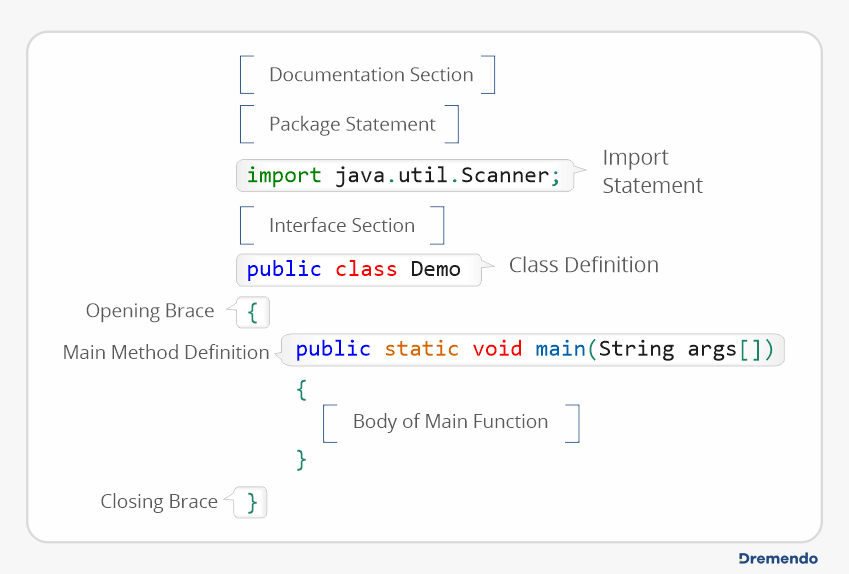 Documentation Section
Package Statement
import java.util.Scanner;
Import
Statement
Interface Section
public class Demo
Class Definition
Opening Brace
{
Main Method Definition
public static void main(String args[])
{
Body of Main Function
}
Closing Brace
}
Dremendo